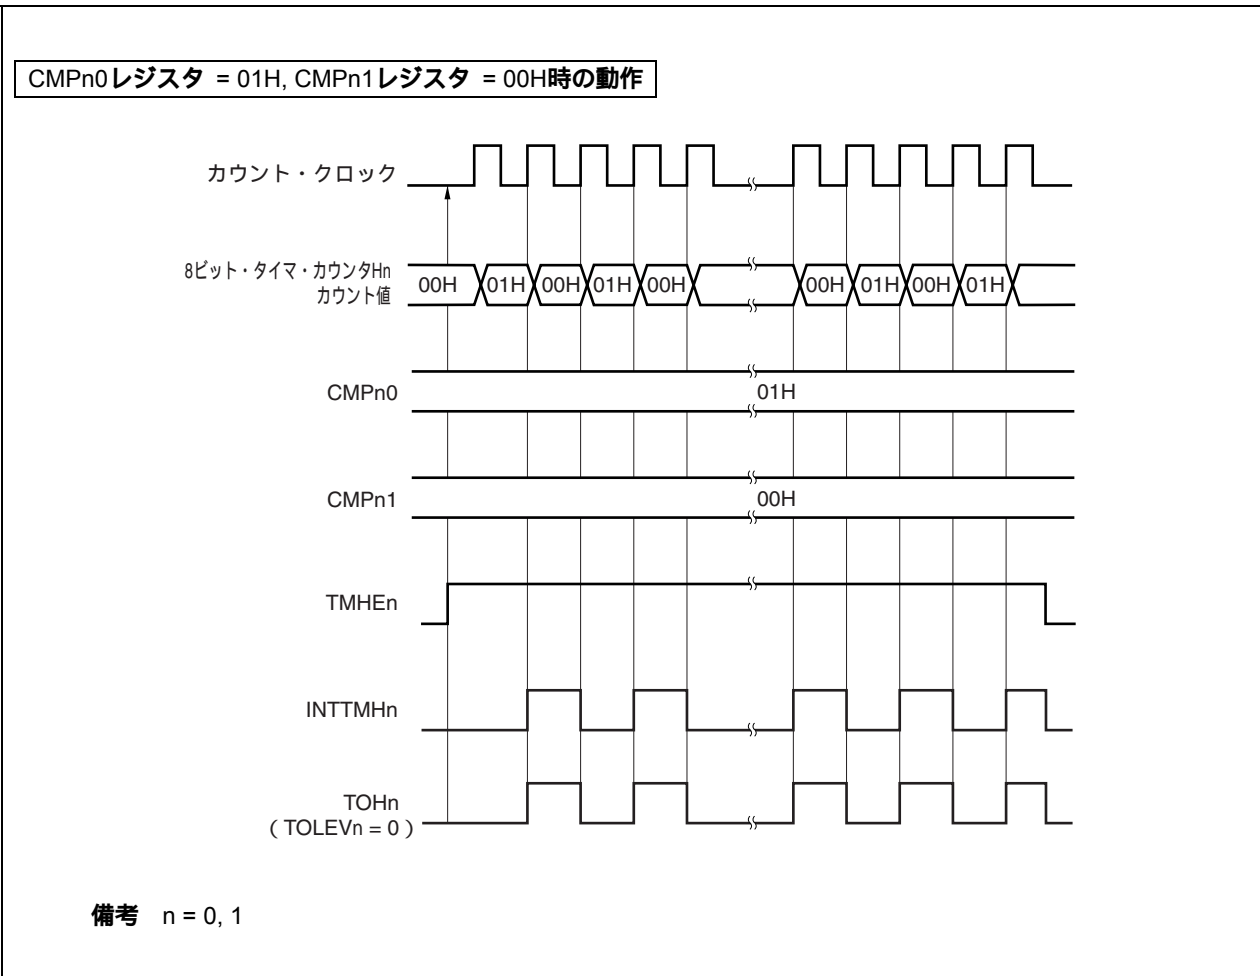 CMPn0レジスタ = 01H, CMPn1レジスタ = 00H時の動作
カウント・クロック
8ビット・タイマ・カウンタHn
カウント値
00H 01H 00H 01H 00H 00H 01H 00H 01H
CMPn0
01H
CMPn1
00H
TMHEn
INTTMHn
TOHn
( TOLEVn = 0 )
備考 n = 0, 1